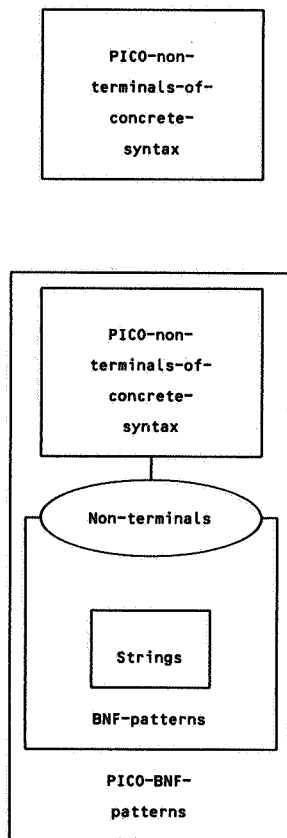 PICO-non-
terminals-of-
concrete-
syntax
PICO-non-
terminals-of-
concrete-
syntax
Non-terminals
Strings
BNF-patterns
PICO-BNF-
patterns